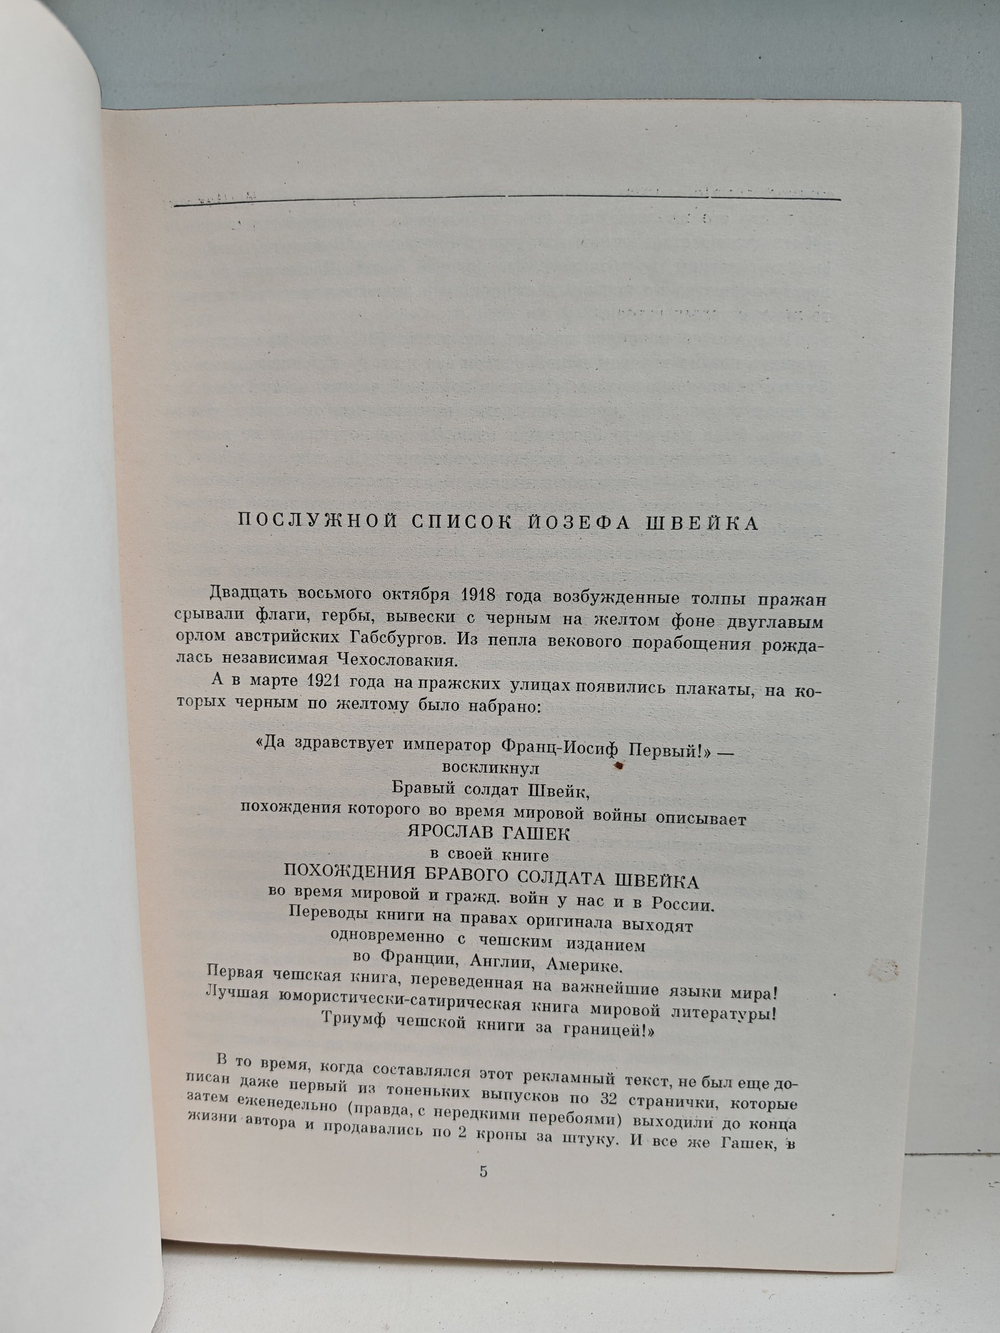 ПОСЛУЖНОЙ СПИСОК ЙОЗЕФА ШВЕЙКА
Двадцать восьмого октября 1918 года возбужденные толпы пражан
срывали флаги, гербы, вывески с черным на желтом фоне двуглавым
орлом австрийских Габсбургов. Из пепла векового порабощения рожда-
лась независимая Чехословакия.
А в марте 1921 года на пражских улицах появились плакаты, на ко-
торых черным по желтому было набрано:
«Да здравствует император Франц-Иосиф Первый!» —
воскликнул
Бравый солдат Швейк,
похождения которого во время мировой войны описывает
ЯРОСЛАВ ГАШЕК
в своей книге
ПОХОЖДЕНИЯ БРАВОГО СОЛДАТА ШВЕЙКА
во время мировой и гражд. войн у нас и в России.
Переводы книги на правах оригинала выходят
одновременно с чешским изданием
во Франции, Англии, Америке.
Первая чешская книга, переведенная на важнейшие языки мира!
Лучшая юмористически-сатирическая книга мировой литературы!
Триумф чешской книги за границей!»
В то время, когда составлялся этот рекламный текст, не был еще до-
писан даже первый из тоненьких выпусков по 32 странички, которые
затем еженедельно (правда, с нередкими перебоями) выходили до конца
жизни автора и продавались по 2 кроны за штуку. И все же Гашек, в
5